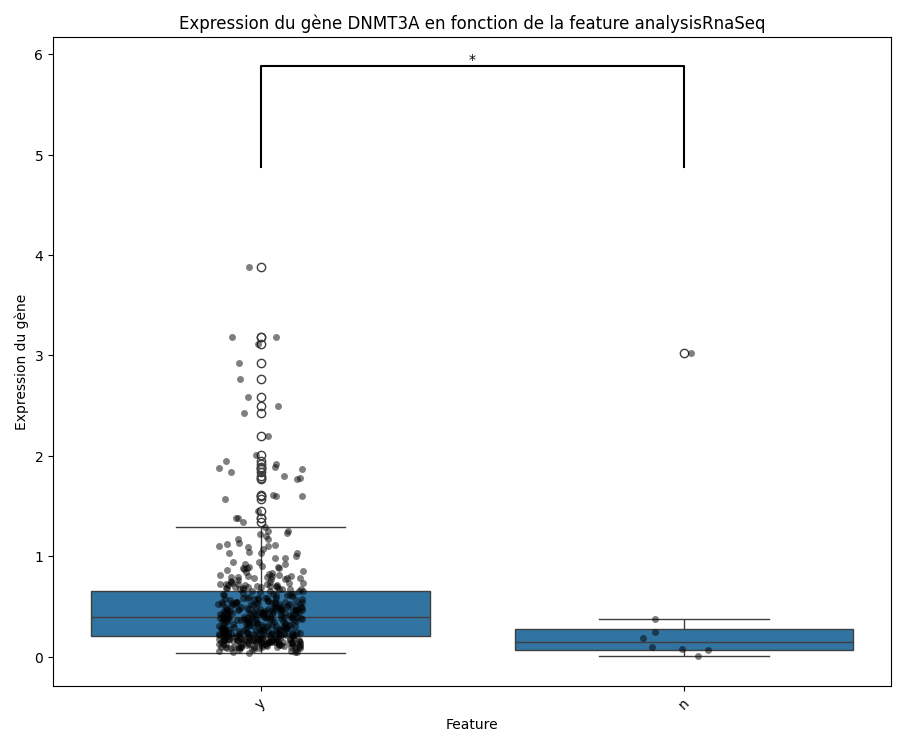 Expression du gène DNMT3A en fonction de la feature analysisRnaSeq
*
6
5
4
3
2
1
0
Expression du gène
y
n
Feature